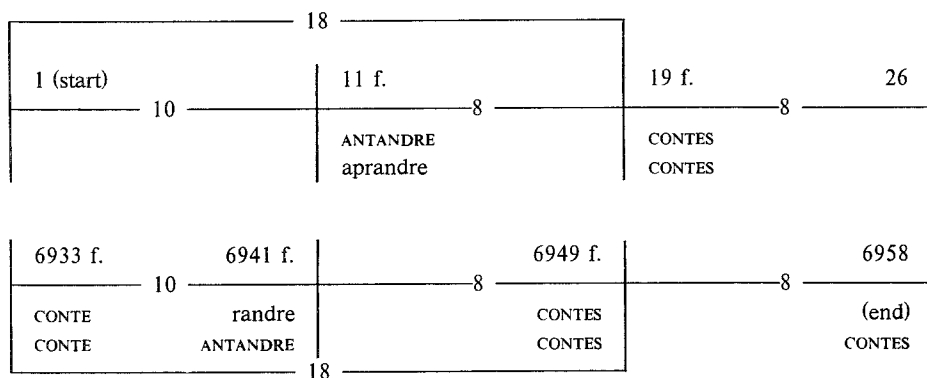 18
1 (start) 11 f. 19 f. 26
10 8 8
ANTANDRE CONTES
aprandre CONTES
6933 f. 6941 f. 6949 f. 6958
10 8 8
CONTE randre CONTES (end)
CONTE ANTANDRE CONTES CONTES
18